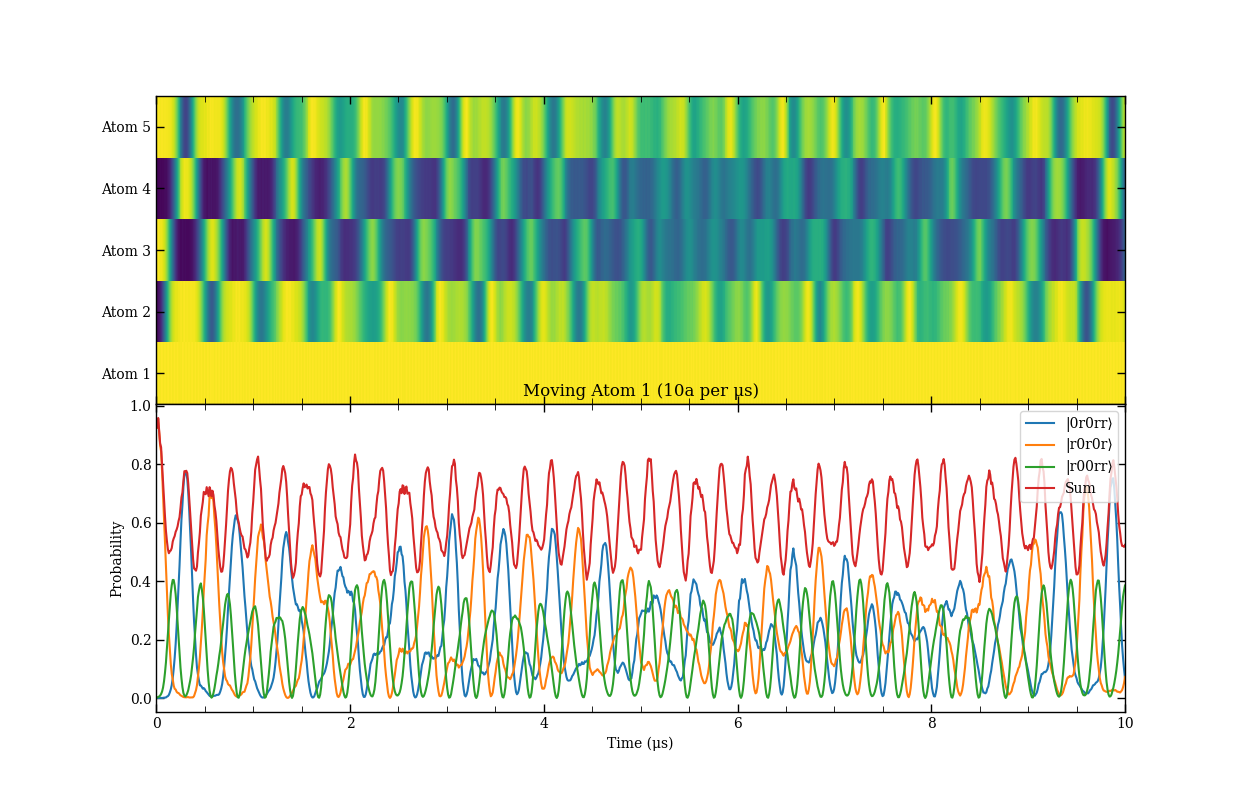 Atom 5
Atom 4
Atom 3
Atom 2
Atom 1
Moving Atom 1 (10a per μs)
1.0
0.8
0.6
0.4
0.2
0.0
Probability
|0r0rr⟩
|r0r0r⟩
|r00rr⟩
Sum
0 2 4 6 8 10
Time (μs)